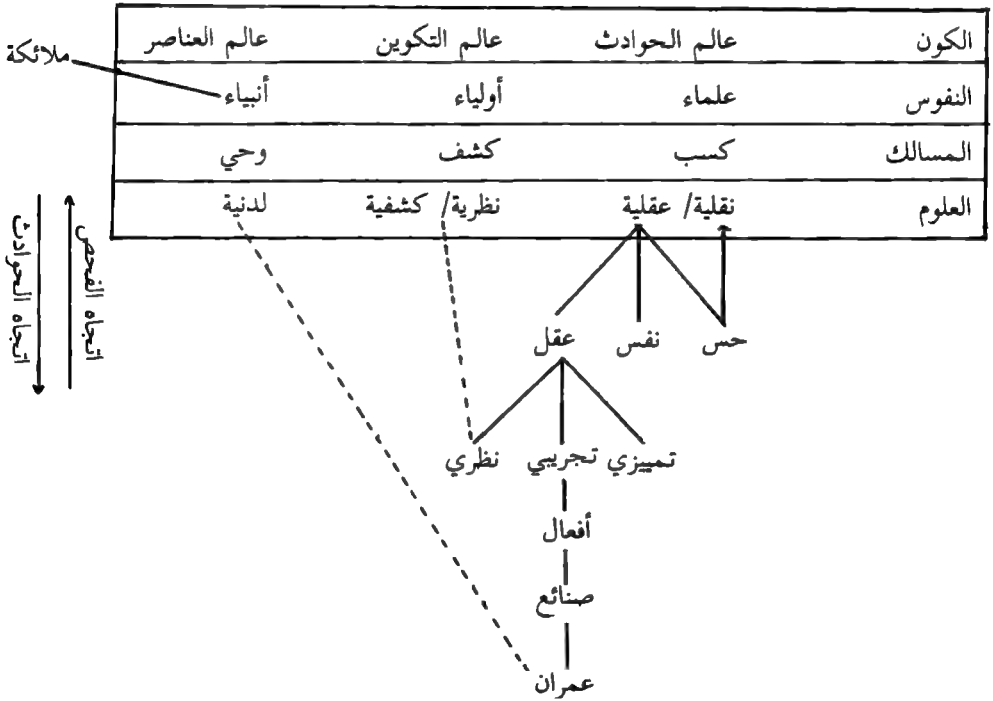 الكون عالم الحوادث عالم التكوين عالم العناصر
ملائكة
النفوس علماء أولياء أنبياء
المسالك كسب كشف وحي
العلوم نقلية/ عقلية نظرية/ كشفية لدنية
اتجاه الفحص
اتجاه الحوادث
حس نفس عقل
تمييزي تجريبي نظري
أفعال
صنائع
عمران